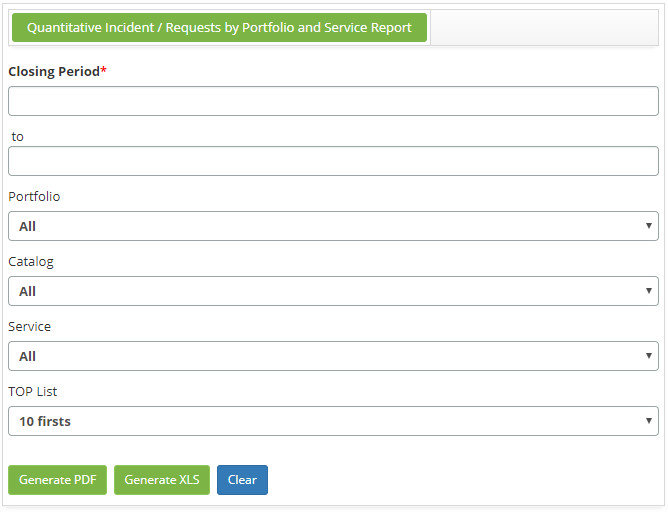 Quantitative Incident / Requests by Portfolio and Service Report
Closing Period*
to
Portfolio
All
Catalog
All
Service
All
TOP List
10 firsts
Generate PDF Generate XLS Clear